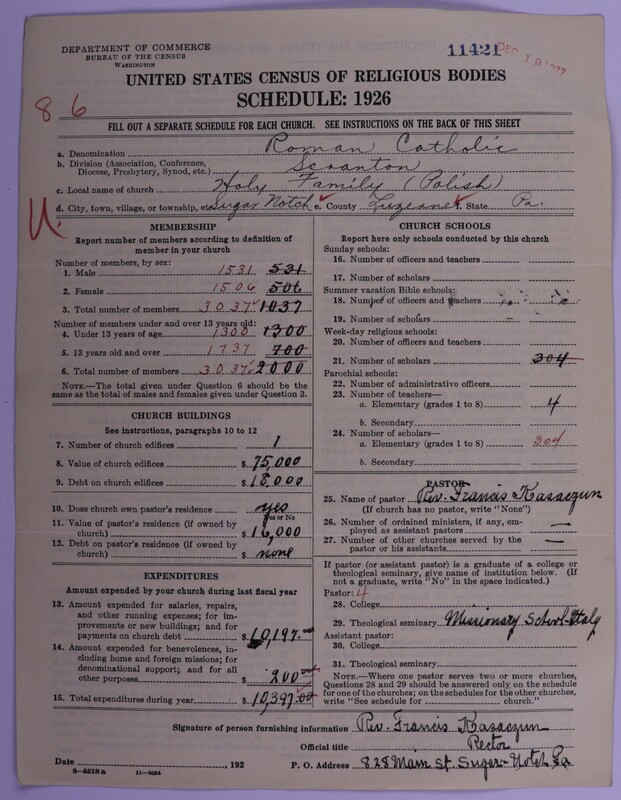 DEPARTMENT OF COMMERCE
BUREAU OF THE CENSUS
WASHINGTON
11421
DEC 19 1927
UNITED STATES CENSUS OF RELIGIOUS BODIES
SCHEDULE: 1926
8 6
FILL OUT A SEPARATE SCHEDULE FOR EACH CHURCH. SEE INSTRUCTIONS ON THE BACK OF THIS SHEET
a. Denomination Roman Catholic
b. Division (Association, Conference, Diocese, Presbytery, Synod, etc.) Scranton
c. Local name of church Holy Family (Polish)
d. City, town, village, or township, etc. Sugar Notch e. County Luzerne f. State Pa.
U.
MEMBERSHIP
Report number of members according to definition of member in your church
Number of members, by sex:
1. Male 1531 531
2. Female 1506 506
3. Total number of members 3037 1037
Number of members under and over 13 years old:
4. Under 13 years of age 1300 1300
5. 13 years old and over 1737 700
6. Total number of members 3037 2000
NOTE.—The total given under Question 6 should be the same as the total of males and females given under Question 3.
CHURCH BUILDINGS
See instructions, paragraphs 10 to 12
7. Number of church edifices 1
8. Value of church edifices $ 75,000
9. Debt on church edifices $ 18,000
10. Does church own pastor's residence? yes
Yes or No
11. Value of pastor's residence (if owned by church) $ 16,000
12. Debt on pastor's residence (if owned by church) $ none
EXPENDITURES
Amount expended by your church during last fiscal year
13. Amount expended for salaries, repairs, and other running expenses; for improvements or new buildings; and for payments on church debt $ 10,197.—
14. Amount expended for benevolences, including home and foreign missions; for denominational support; and for all other purposes $ 200 00
15. Total expenditures during year $ 10,397.00
CHURCH SCHOOLS
Report here only schools conducted by this church
Sunday schools:
16. Number of officers and teachers
17. Number of scholars
Summer vacation Bible schools:
18. Number of officers and teachers
19. Number of scholars
Week-day religious schools:
20. Number of officers and teachers
21. Number of scholars 304
Parochial schools:
22. Number of administrative officers
23. Number of teachers—
a. Elementary (grades 1 to 8) 4
b. Secondary
24. Number of scholars—
a. Elementary (grades 1 to 8) 304
b. Secondary
PASTOR
25. Name of pastor Rev. Francis Kasaczun
(If church has no pastor, write "None")
26. Number of ordained ministers, if any, employed as assistant pastors —
27. Number of other churches served by the pastor or his assistants —
If pastor (or assistant pastor) is a graduate of a college or theological seminary, give name of institution below. (If not a graduate, write "No" in the space indicated.)
Pastor: 4
28. College
29. Theological seminary Missionary School-Italy
Assistant pastor:
30. College
31. Theological seminary
NOTE.—Where one pastor serves two or more churches, Questions 28 and 29 should be answered only on the schedule for one of the churches; on the schedules for the other churches, write "See schedule for church."
Signature of person furnishing information Rev. Francis Kasaczun
Official title Rector
Date , 192 P. O. Address 828 Main St. Sugar-Notch Pa
8—5518 a 11—9064